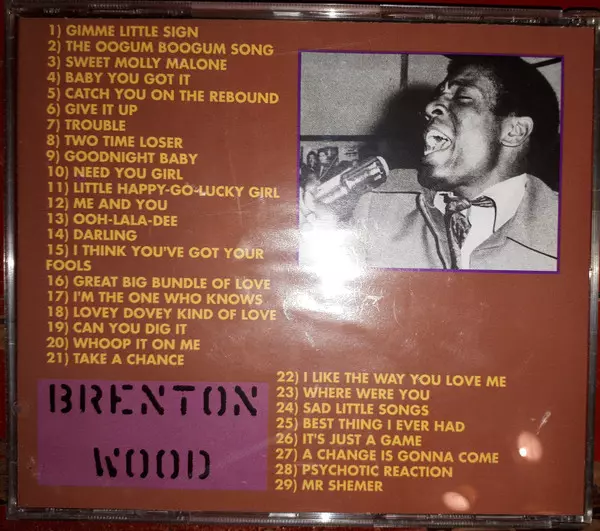 1) GIMME LITTLE SIGN
2) THE OOGUM BOOGUM SONG
3) SWEET MOLLY MALONE
4) BABY YOU GOT IT
5) CATCH YOU ON THE REBOUND
6) GIVE IT UP
7) TROUBLE
8) TWO TIME LOSER
9) GOODNIGHT BABY
10) NEED YOU GIRL
11) LITTLE HAPPY-GO-LUCKY GIRL
12) ME AND YOU
13) OOH-LALA-DEE
14) DARLING
15) I THINK YOU'VE GOT YOUR
FOOLS
16) GREAT BIG BUNDLE OF LOVE
17) I'M THE ONE WHO KNOWS
18) LOVEY DOVEY KIND OF LOVE
19) CAN YOU DIG IT
20) WHOOP IT ON ME
21) TAKE A CHANCE
22) I LIKE THE WAY YOU LOVE ME
23) WHERE WERE YOU
24) SAD LITTLE SONGS
25) BEST THING I EVER HAD
26) IT'S JUST A GAME
27) A CHANGE IS GONNA COME
28) PSYCHOTIC REACTION
29) MR SHEMER
BRENTON
WOOD